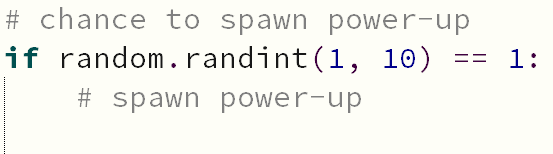 # chance to spawn power-up
if random.randint(1, 10) == 1:
    # spawn power-up